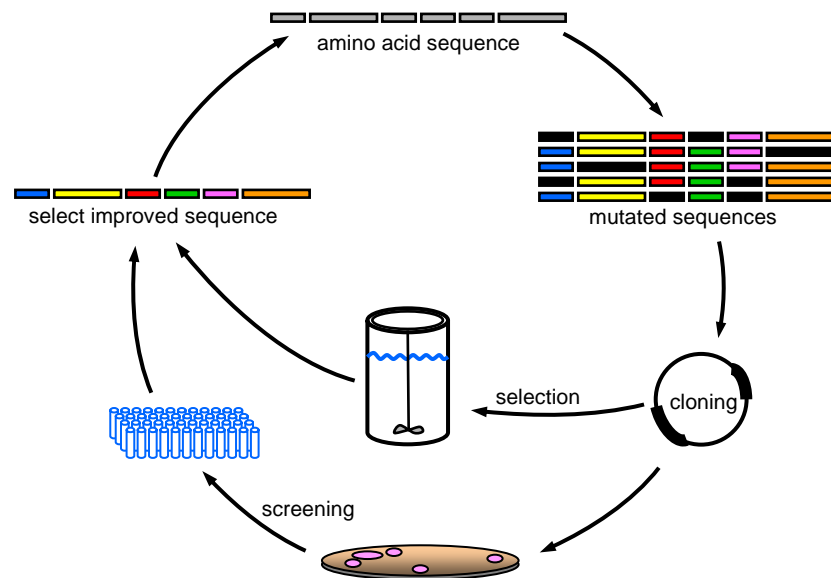 amino acid sequence
mutated sequences
select improved sequence
selection
cloning
screening